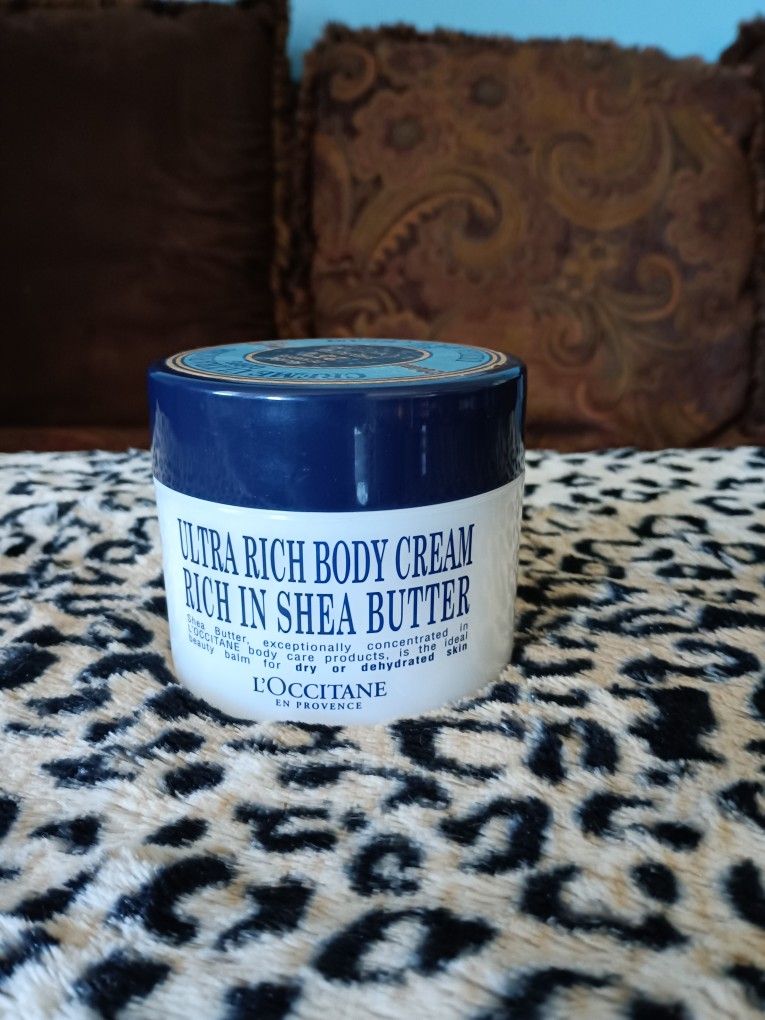 ULTRA RICH BODY CREAM
RICH IN SHEA BUTTER
Shea Butter, exceptionally concentrated in
L'OCCITANE body care products, is the ideal
beauty balm for dry or dehydrated skin
L'OCCITANE
EN PROVENCE